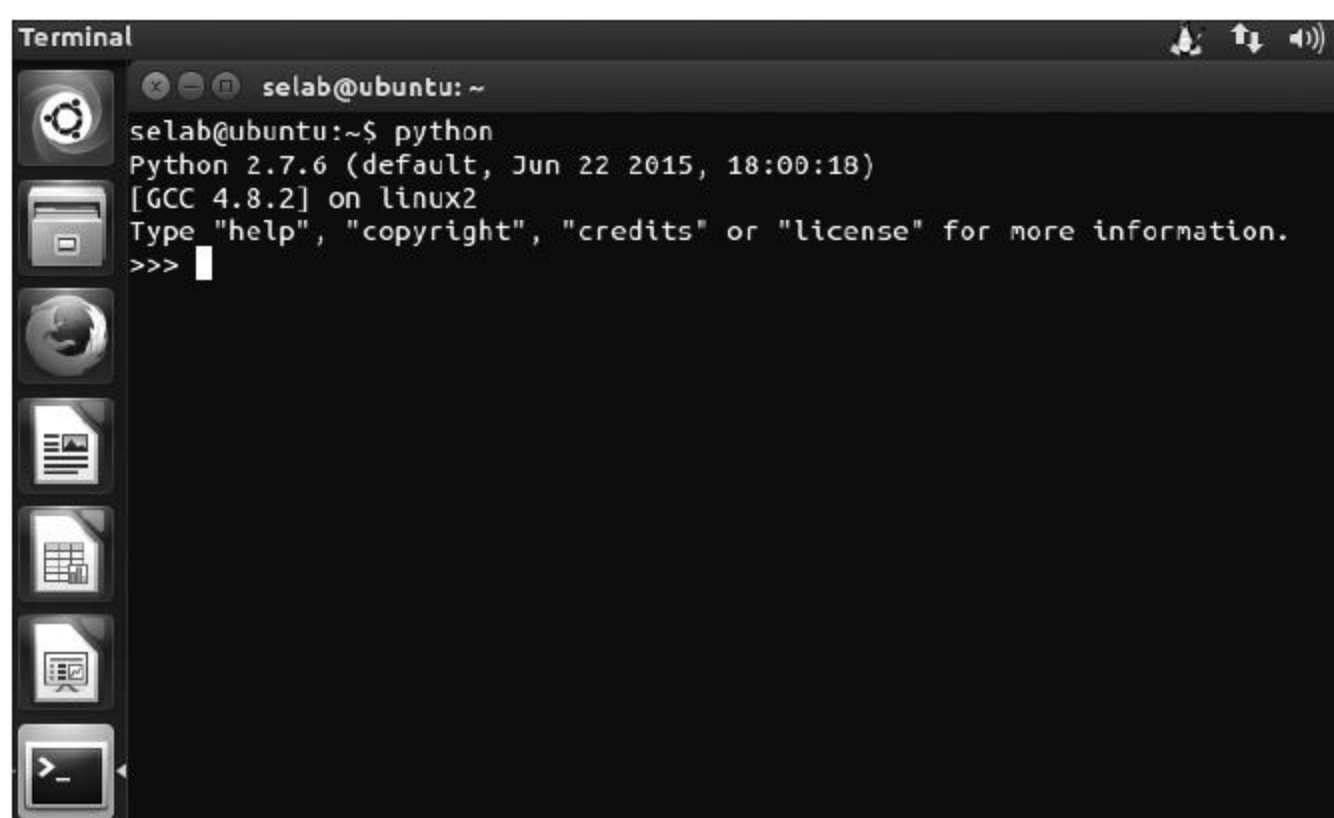 Terminal
selab@ubuntu: ~
selab@ubuntu:~$ python
Python 2.7.6 (default, Jun 22 2015, 18:00:18)
[GCC 4.8.2] on linux2
Type "help", "copyright", "credits" or "license" for more information.
>>>